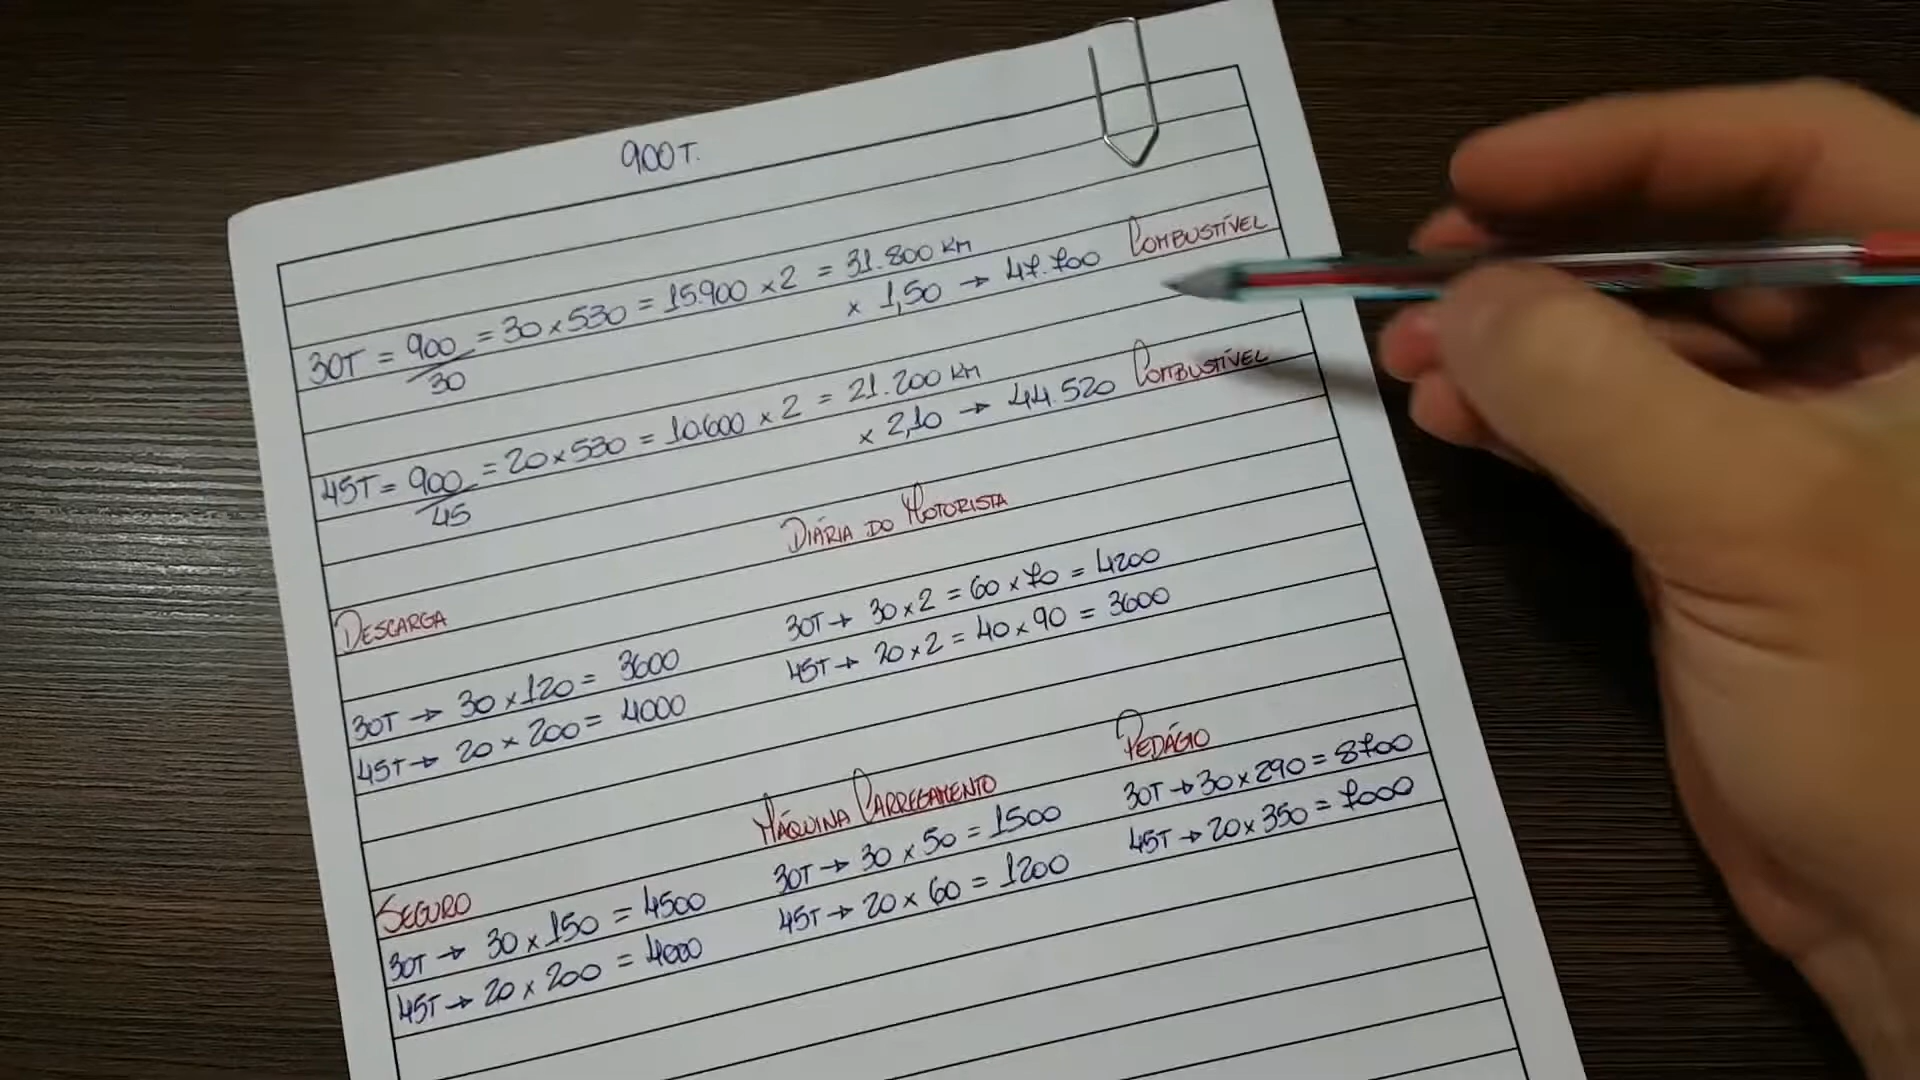 900T.
30T = 900/30 = 30 x 530 = 15.900 x 2 = 31.800 KM
x 1,50 → 47.700 COMBUSTÍVEL
45T = 900/45 = 20 x 530 = 10.600 x 2 = 21.200 KM
x 2,10 → 44.520 COMBUSTÍVEL
DESCARGA
30T → 30 x 120 = 3600
45T → 20 x 200 = 4000
DIÁRIA DO MOTORISTA
30T → 30 x 2 = 60 x 70 = 4200
45T → 20 x 2 = 40 x 90 = 3600
SEGURO
30T → 30 x 150 = 4500
45T → 20 x 200 = 4000
MÁQUINA CARREGAMENTO
30T → 30 x 50 = 1500
45T → 20 x 60 = 1200
PEDÁGIO
30T → 30 x 290 = 8700
45T → 20 x 350 = 7000